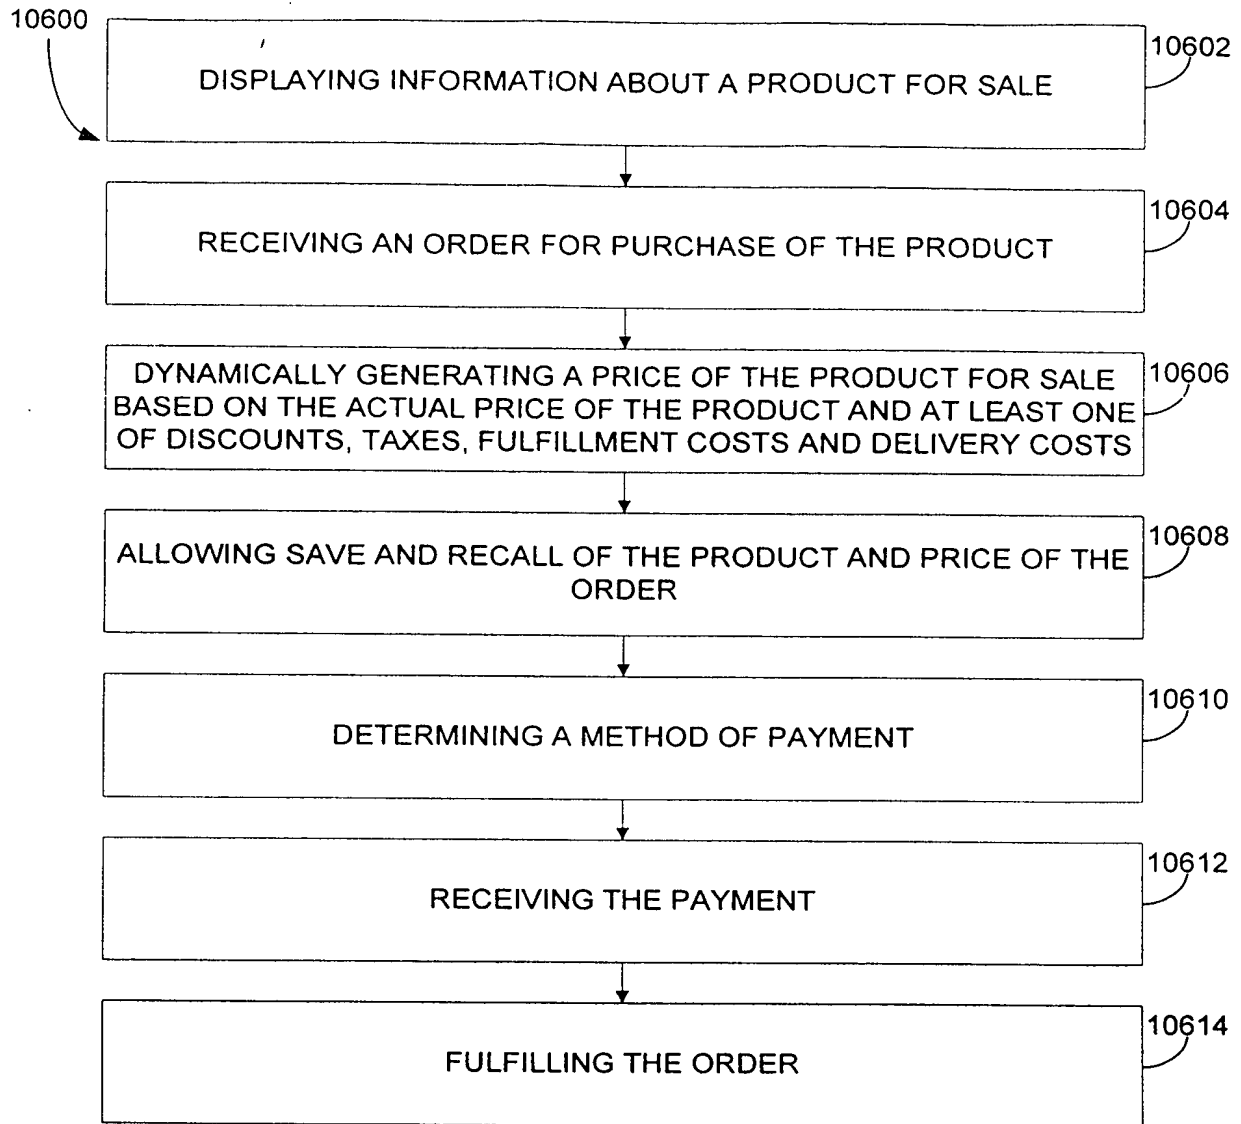 10600
10602
DISPLAYING INFORMATION ABOUT A PRODUCT FOR SALE
10604
RECEIVING AN ORDER FOR PURCHASE OF THE PRODUCT
10606
DYNAMICALLY GENERATING A PRICE OF THE PRODUCT FOR SALE
BASED ON THE ACTUAL PRICE OF THE PRODUCT AND AT LEAST ONE
OF DISCOUNTS, TAXES, FULFILLMENT COSTS AND DELIVERY COSTS
10608
ALLOWING SAVE AND RECALL OF THE PRODUCT AND PRICE OF THE
ORDER
10610
DETERMINING A METHOD OF PAYMENT
10612
RECEIVING THE PAYMENT
10614
FULFILLING THE ORDER